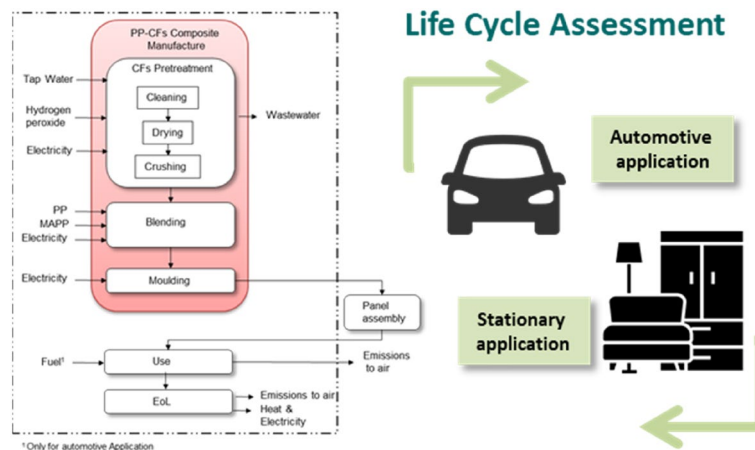 PP-CFs Composite
Manufacture
CFs Pretreatment
Tap Water
Cleaning
Hydrogen
peroxide
Wastewater
Drying
Electricity
Crushing
PP
MAPP
Electricity
Blending
Electricity
Moulding
Panel
assembly
Fuel¹
Use
Emissions
to air
EoL
Emissions to air
Heat &
Electricity
¹ Only for automotive Application
Life Cycle Assessment
Automotive
application
Stationary
application